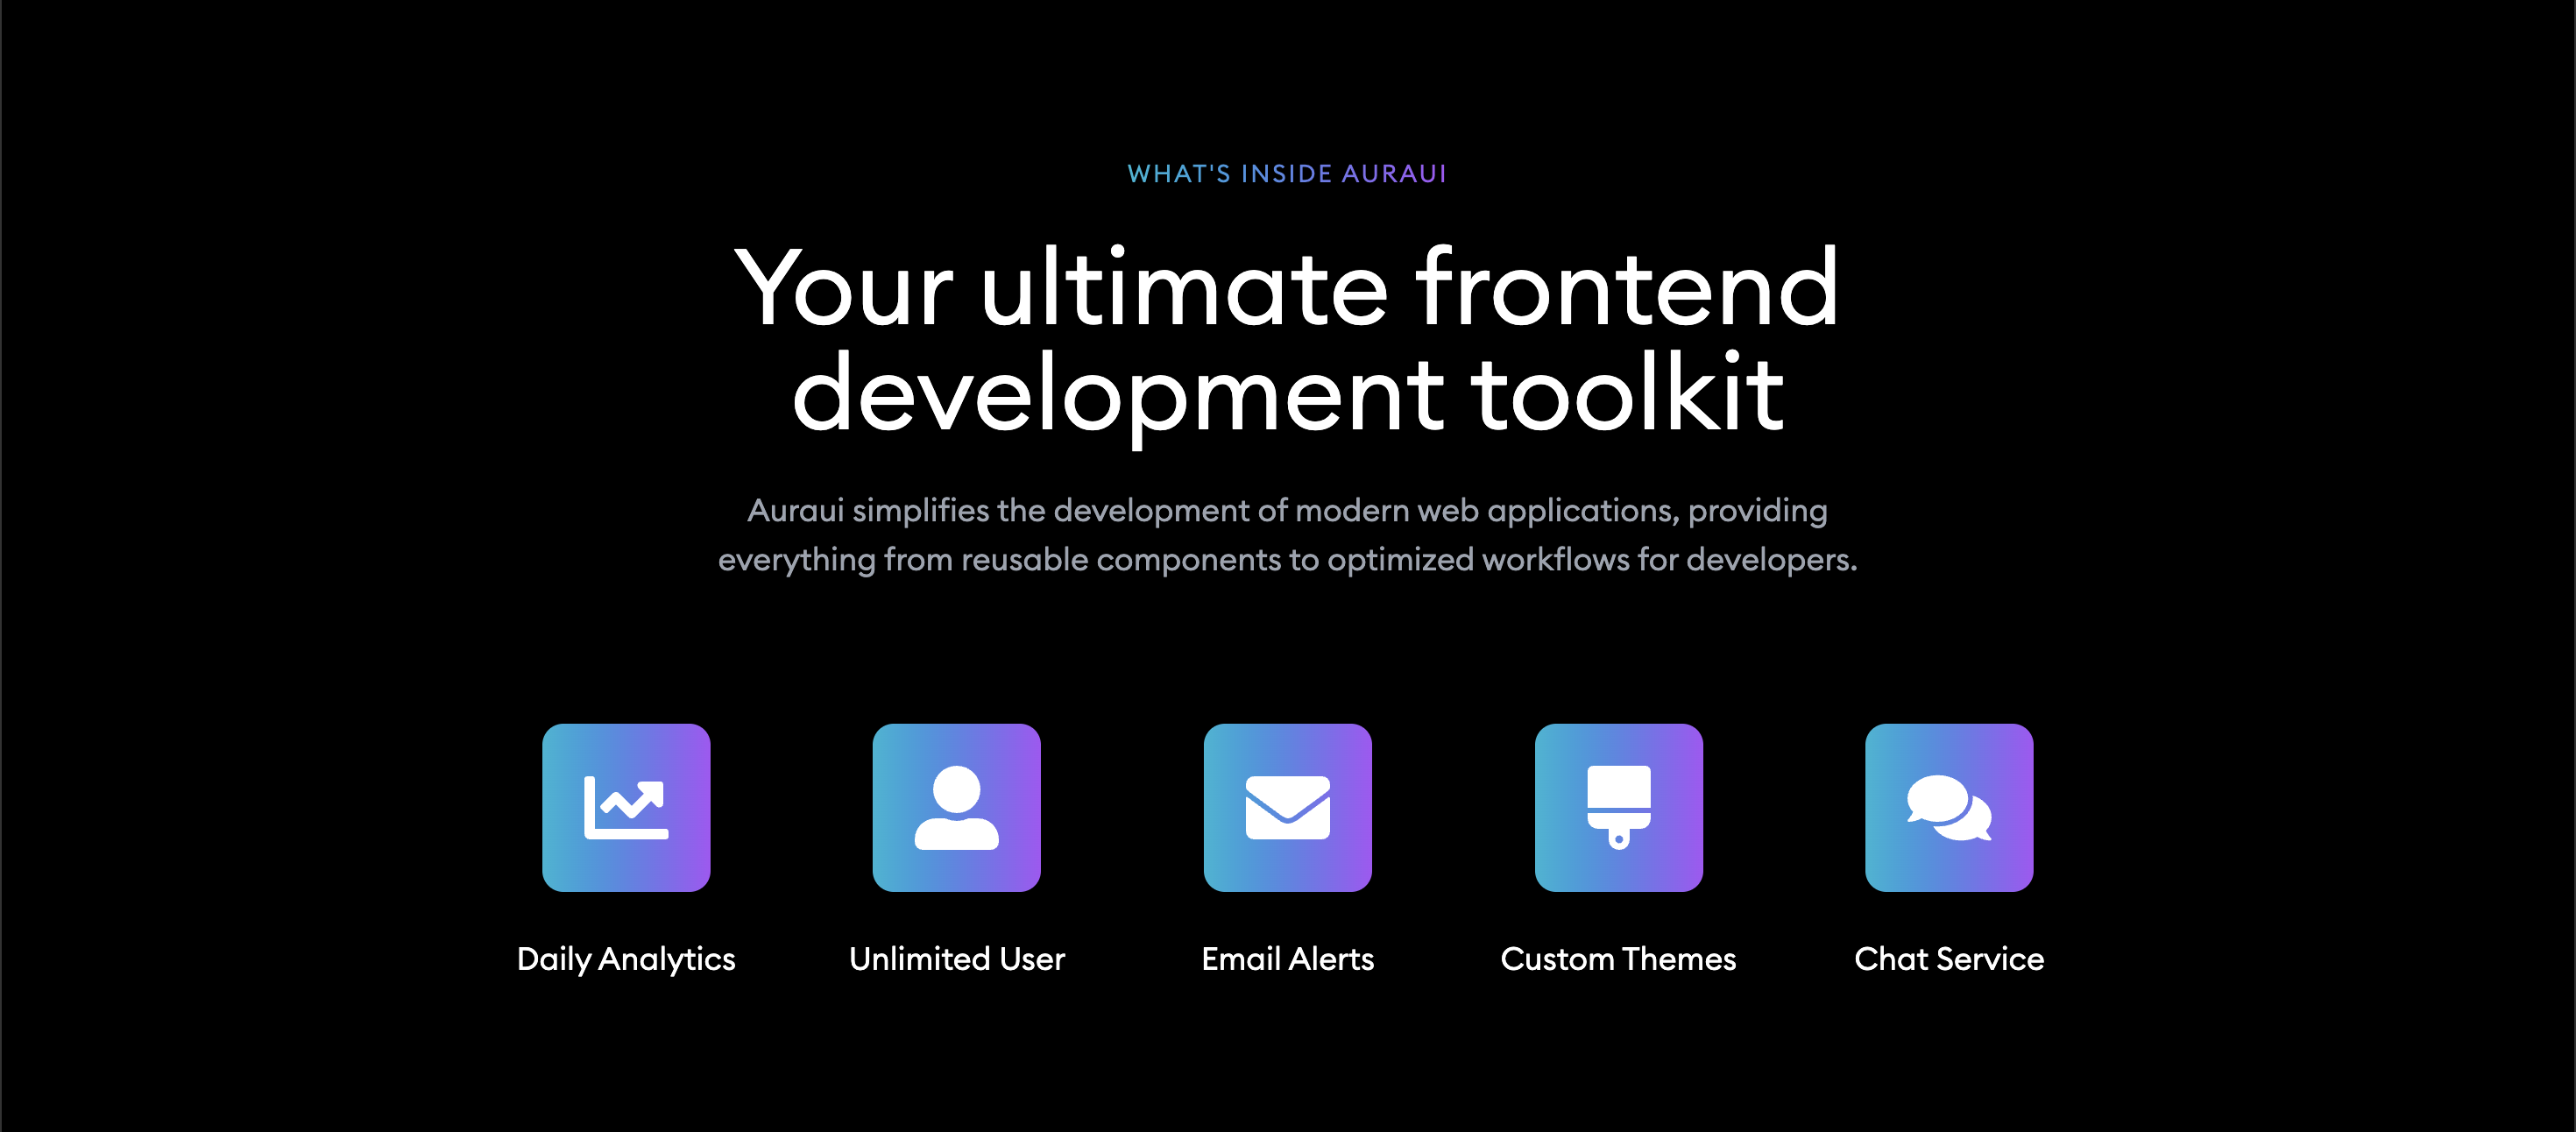 WHAT'S INSIDE AURAUI
Your ultimate frontend
development toolkit
Auraui simplifies the development of modern web applications, providing
everything from reusable components to optimized workflows for developers.
Daily Analytics
Unlimited User
Email Alerts
Custom Themes
Chat Service